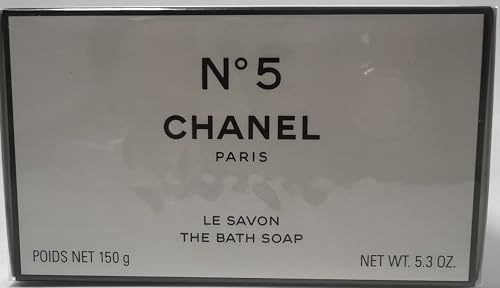 N° 5
CHANEL
PARIS
LE SAVON
THE BATH SOAP
POIDS NET 150 g
NET WT. 5.3 OZ.